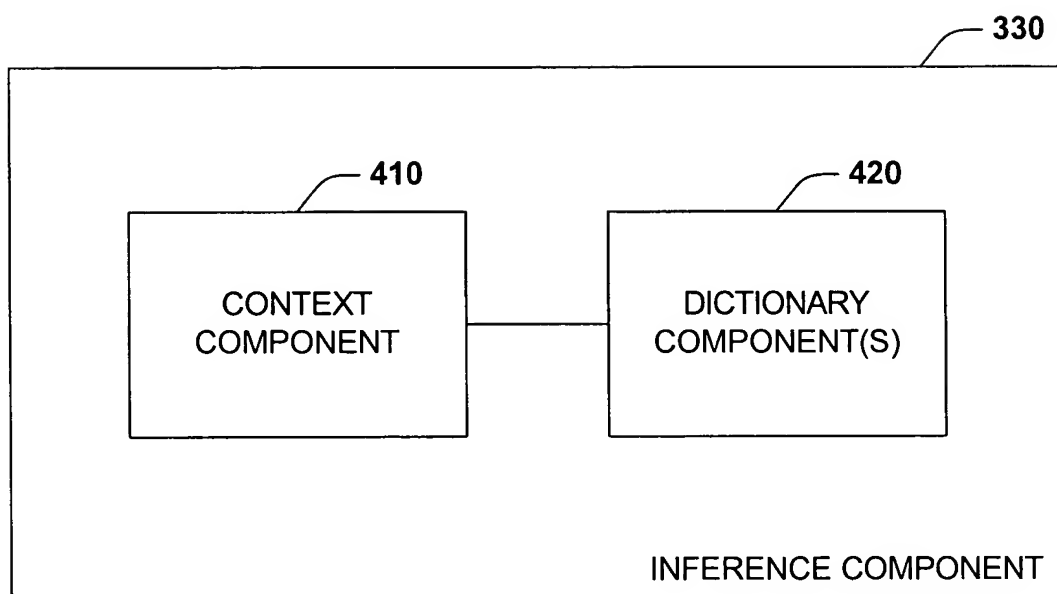 330
410
420
CONTEXT
COMPONENT
DICTIONARY
COMPONENT(S)
INFERENCE COMPONENT